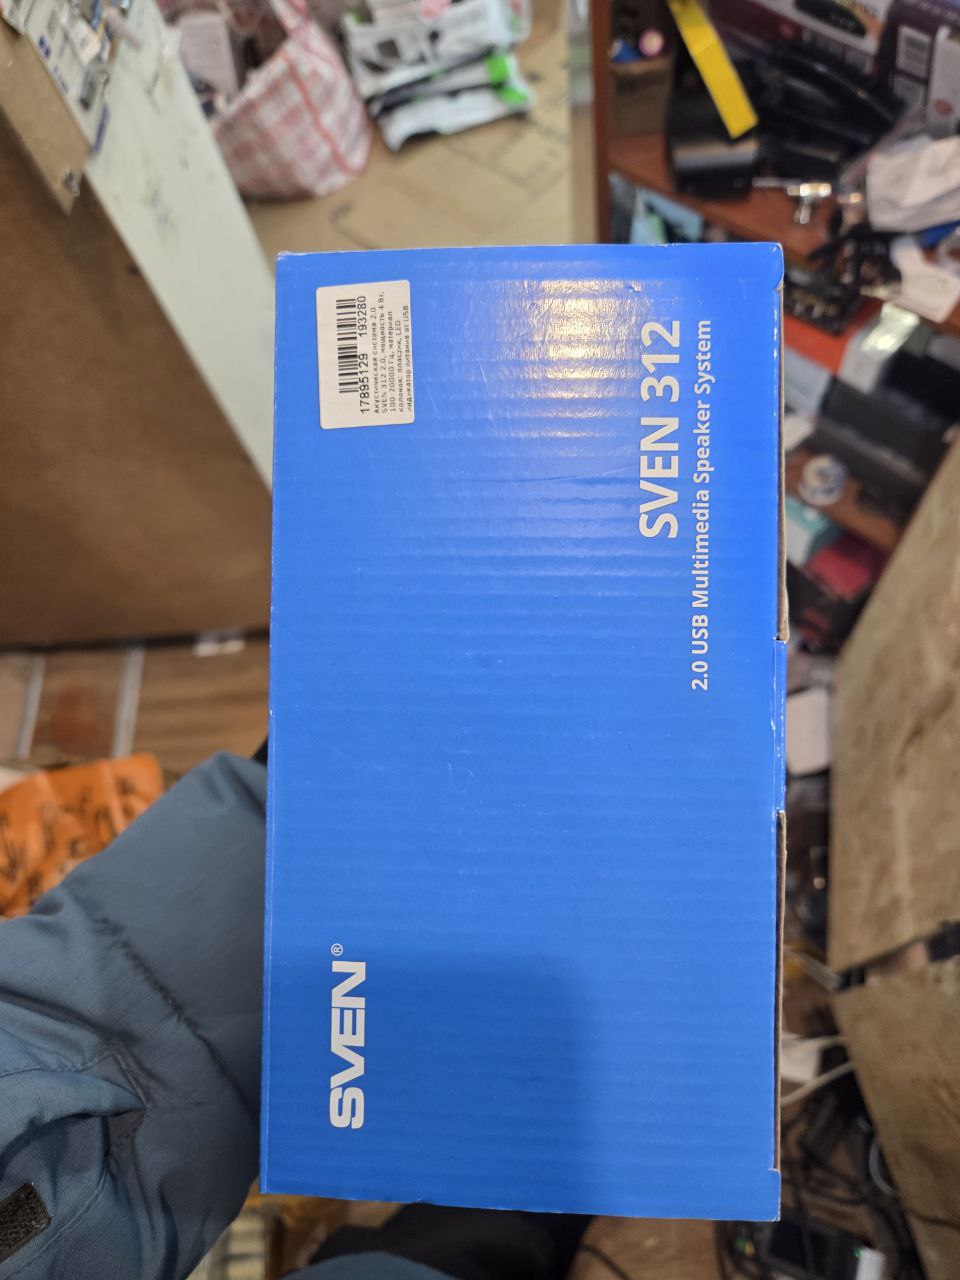 17895129 193280
Акустическая система 2.0
SVEN 312 2.0, мощность 4 Вт,
100-20000 Гц, материал
колонок: пластик, LED
индикатор питание от USB
SVEN 312
2.0 USB Multimedia Speaker System
SVEN®